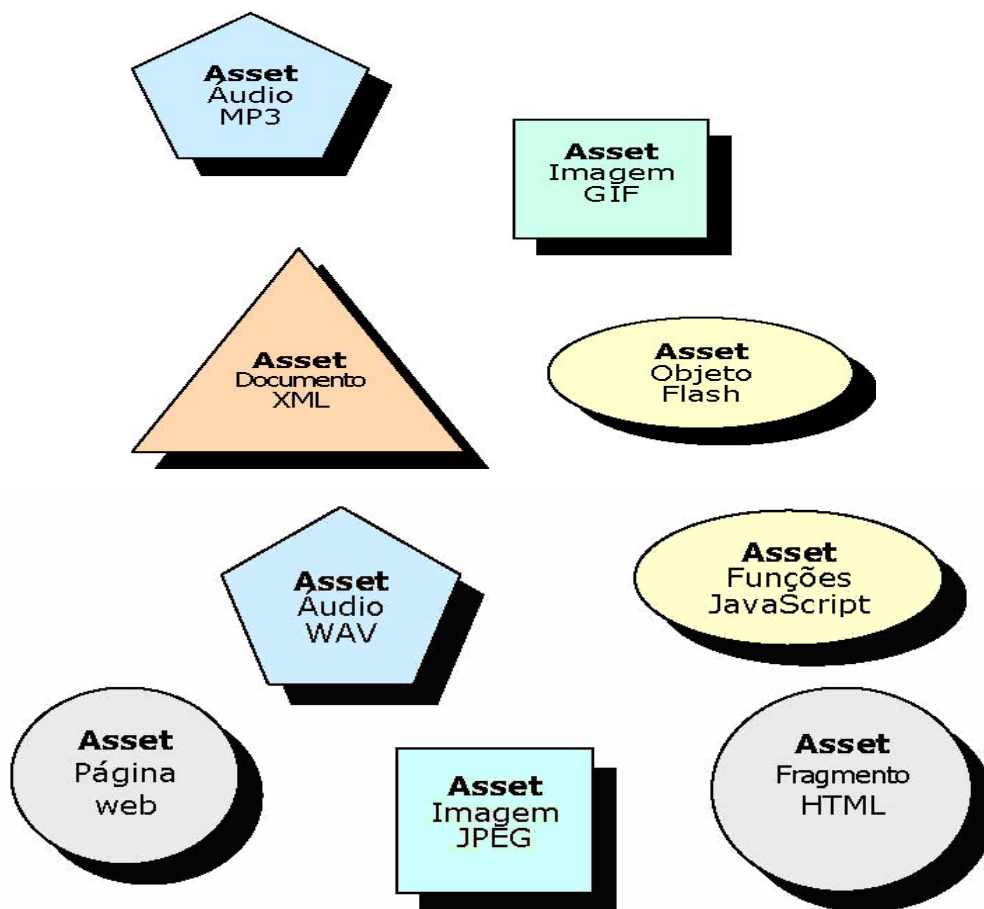 Asset
Áudio
MP3
Asset
Imagem
GIF
Asset
Documento
XML
Asset
Objeto
Flash
Asset
Áudio
WAV
Asset
Funções
JavaScript
Asset
Página
web
Asset
Imagem
JPEG
Asset
Fragmento
HTML